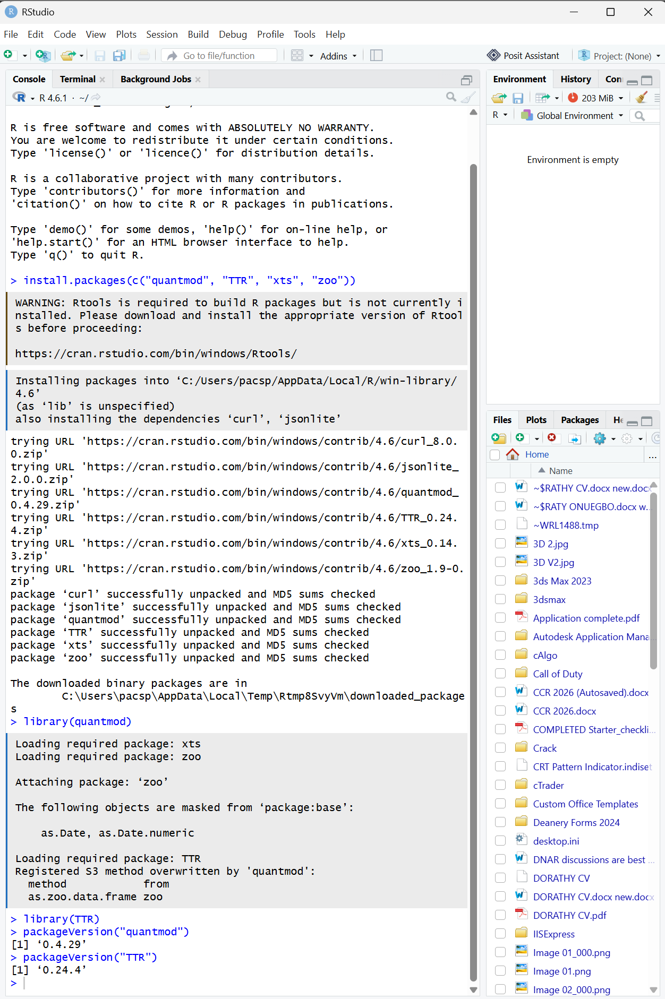 RStudio
File Edit Code View Plots Session Build Debug Profile Tools Help
Go to file/function Addins Posit Assistant Project: (None)
Console Terminal Background Jobs
R 4.6.1 · ~/
R is free software and comes with ABSOLUTELY NO WARRANTY.
You are welcome to redistribute it under certain conditions.
Type 'license()' or 'licence()' for distribution details.
R is a collaborative project with many contributors.
Type 'contributors()' for more information and
'citation()' on how to cite R or R packages in publications.
Type 'demo()' for some demos, 'help()' for on-line help, or
'help.start()' for an HTML browser interface to help.
Type 'q()' to quit R.
> install.packages(c("quantmod", "TTR", "xts", "zoo"))
WARNING: Rtools is required to build R packages but is not currently i
nstalled. Please download and install the appropriate version of Rtool
s before proceeding:
https://cran.rstudio.com/bin/windows/Rtools/
Installing packages into ‘C:/Users/pacsp/AppData/Local/R/win-library/
4.6’
(as ‘lib’ is unspecified)
also installing the dependencies ‘curl’, ‘jsonlite’
trying URL 'https://cran.rstudio.com/bin/windows/contrib/4.6/curl_8.0.
0.zip'
trying URL 'https://cran.rstudio.com/bin/windows/contrib/4.6/jsonlite_
2.0.0.zip'
trying URL 'https://cran.rstudio.com/bin/windows/contrib/4.6/quantmod_
0.4.29.zip'
trying URL 'https://cran.rstudio.com/bin/windows/contrib/4.6/TTR_0.24.
4.zip'
trying URL 'https://cran.rstudio.com/bin/windows/contrib/4.6/xts_0.14.
3.zip'
trying URL 'https://cran.rstudio.com/bin/windows/contrib/4.6/zoo_1.9-0.
zip'
package ‘curl’ successfully unpacked and MD5 sums checked
package ‘jsonlite’ successfully unpacked and MD5 sums checked
package ‘quantmod’ successfully unpacked and MD5 sums checked
package ‘TTR’ successfully unpacked and MD5 sums checked
package ‘xts’ successfully unpacked and MD5 sums checked
package ‘zoo’ successfully unpacked and MD5 sums checked
The downloaded binary packages are in
C:\Users\pacsp\AppData\Local\Temp\Rtmp8SvyVm\downloaded_package
s
> library(quantmod)
Loading required package: xts
Loading required package: zoo
Attaching package: ‘zoo’
The following objects are masked from ‘package:base’:
as.Date, as.Date.numeric
Loading required package: TTR
Registered S3 method overwritten by 'quantmod':
method from
as.zoo.data.frame zoo
> library(TTR)
> packageVersion("quantmod")
[1] ‘0.4.29’
> packageVersion("TTR")
[1] ‘0.24.4’
>
Environment History Con
203 MiB
R Global Environment
Environment is empty
Files Plots Packages He
Home ...
Name
~$RATHY CV.docx new.docx
~$RATY ONUEGBO.docx w...
~WRL1488.tmp
3D 2.jpg
3D V2.jpg
3ds Max 2023
3dsmax
Application complete.pdf
Autodesk Application Mana...
cAlgo
Call of Duty
CCR 2026 (Autosaved).docx
CCR 2026.docx
COMPLETED Starter_checkli...
Crack
CRT Pattern Indicator.indiset
cTrader
Custom Office Templates
Deanery Forms 2024
desktop.ini
DNAR discussions are best ...
DORATHY CV
DORATHY CV.docx new.docx
DORATHY CV.pdf
IISExpress
Image 01_000.png
Image 01.png
Image 02_000.png